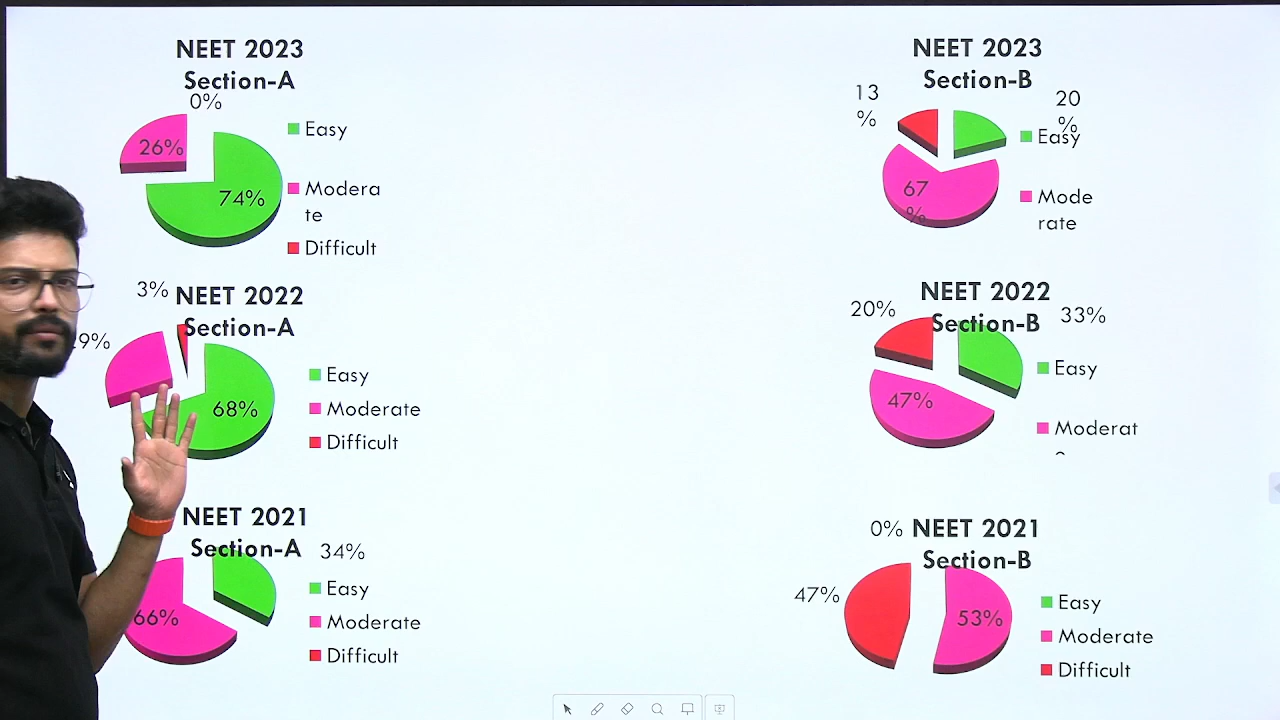 NEET 2023
Section-A
0%
26%
74%
Easy
Modera
te
Difficult
NEET 2023
Section-B
13
%
20
%
67
%
Easy
Mode
rate
3%
NEET 2022
Section-A
68%
Easy
Moderate
Difficult
NEET 2022
Section-B
20%
33%
47%
Easy
Moderat
NEET 2021
Section-A
34%
66%
Easy
Moderate
Difficult
NEET 2021
Section-B
0%
47%
53%
Easy
Moderate
Difficult